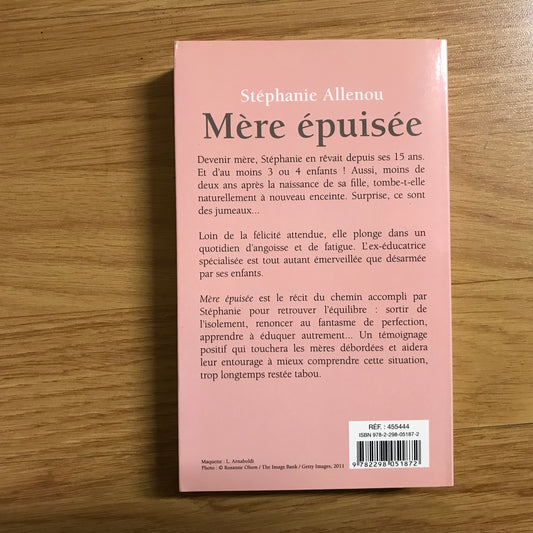 Stéphanie Allenou
Mère épuisée
Devenir mère, Stéphanie en rêvait depuis ses 15 ans.
Et d'au moins 3 ou 4 enfants ! Aussi, moins de
deux ans après la naissance de sa fille, tombe-t-elle
naturellement à nouveau enceinte. Surprise, ce sont
des jumeaux...
Loin de la félicité attendue, elle plonge dans un
quotidien d'angoisse et de fatigue. L'ex-éducatrice
spécialisée est tout autant émerveillée que désarmée
par ses enfants.
Mère épuisée est le récit du chemin accompli par
Stéphanie pour retrouver l'équilibre : sortir de
l'isolement, renoncer au fantasme de perfection,
apprendre à éduquer autrement... Un témoignage
positif qui touchera les mères débordées et aidera
leur entourage à mieux comprendre cette situation,
trop longtemps restée tabou.
RÉF. : 455444
ISBN 978-2-298-05187-2
9 782298 051872
Maquette : L. Arnaboldi
Photo : © Roxanne Olson / The Image Bank / Getty Images, 2011